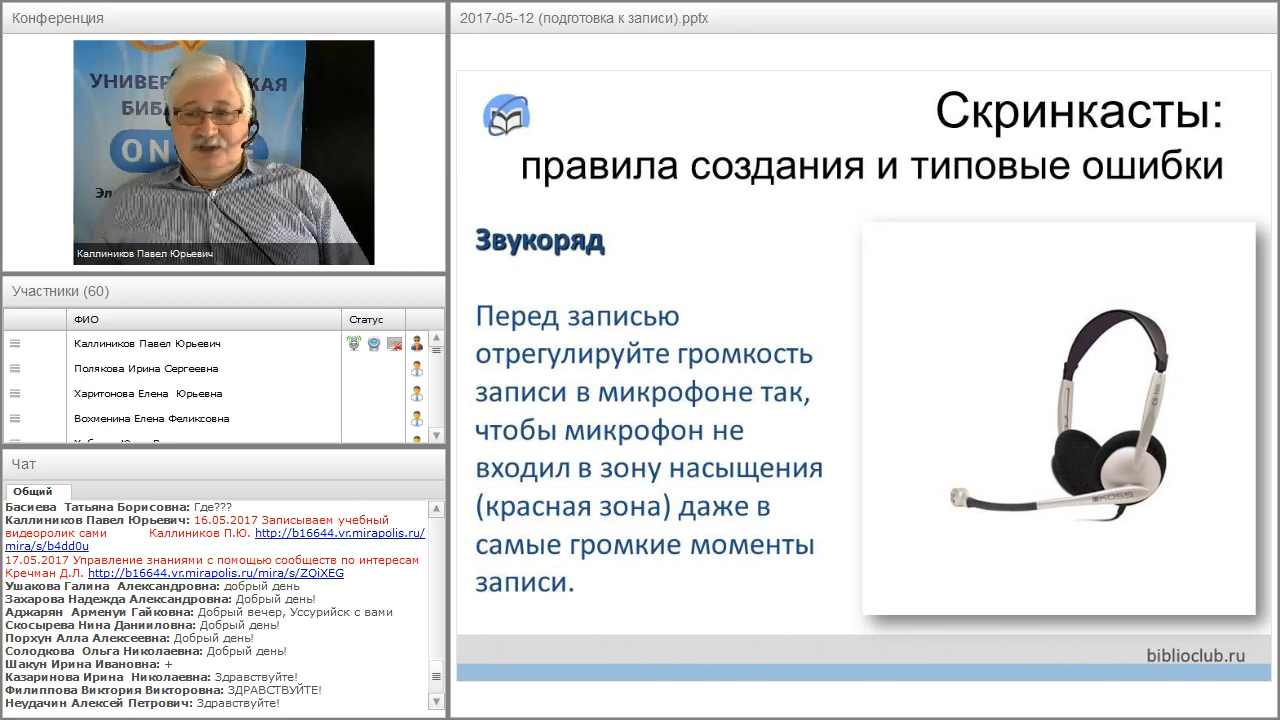 Конференция
УНИВЕР КАЯ
БИБ
ON E
Каллиников Павел Юрьевич
Участники (60)
ФИО Статус
Каллиников Павел Юрьевич
Полякова Ирина Сергеевна
Харитонова Елена Юрьевна
Вохменина Елена Феликсовна
Чат
Общий
Басиева Татьяна Борисовна: Где???
Каллиников Павел Юрьевич: 16.05.2017 Записываем учебный
видеоролик сами Каллиников П.Ю. http://b16644.vr.mirapolis.ru/
mira/s/b4dd0u
17.05.2017 Управление знаниями с помощью сообществ по интересам
Кречман Д.Л. http://b16644.vr.mirapolis.ru/mira/s/ZQiXEG
Ушакова Галина Александровна: добрый день
Захарова Надежда Александровна: Добрый день!
Аджарян Арменуи Гайковна: Добрый вечер, Уссурийск с вами
Скосырева Нина Данииловна: Добрый день!
Порхун Алла Алексеевна: Добрый день!
Солодкова Ольга Николаевна: Добрый день!
Шакун Ирина Ивановна: +
Казаринова Ирина Николаевна: Здравствуйте!
Филиппова Виктория Викторовна: ЗДРАВСТВУЙТЕ!
Неудачин Алексей Петрович: Здравствуйте!
2017-05-12 (подготовка к записи).pptx
Скринкасты:
правила создания и типовые ошибки
Звукоряд
Перед записью
отрегулируйте громкость
записи в микрофоне так,
чтобы микрофон не
входил в зону насыщения
(красная зона) даже в
самые громкие моменты
записи.
CS-100
KOSS
biblioclub.ru